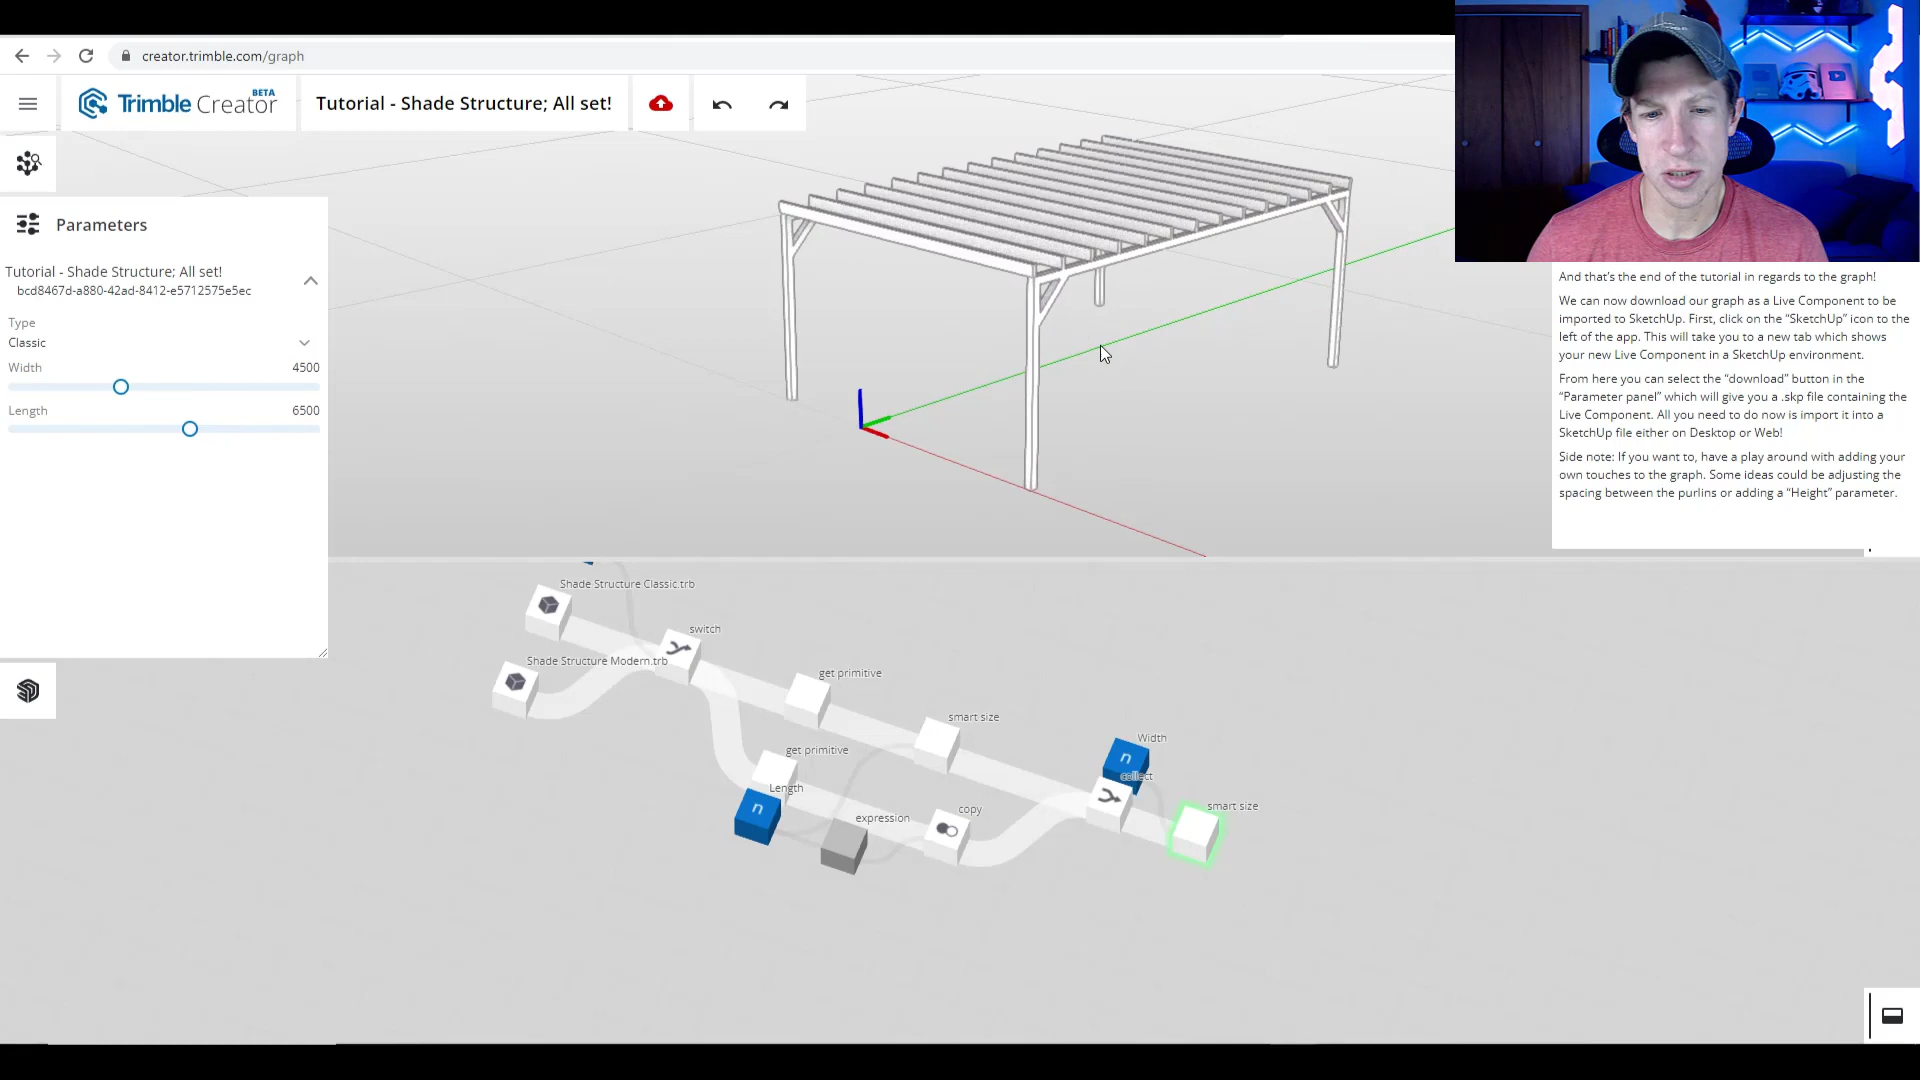 creator.trimble.com/graph
Trimble Creator BETA
Tutorial - Shade Structure; All set!
Parameters
Tutorial - Shade Structure; All set!
bcd8467d-a880-42ad-8412-e5712575e5ec
Type
Classic
Width 4500
Length 6500
And that's the end of the tutorial in regards to the graph!
We can now download our graph as a Live Component to be
imported to SketchUp. First, click on the “SketchUp” icon to the
left of the app. This will take you to a new tab which shows
your new Live Component in a SketchUp environment.
From here you can select the “download” button in the
“Parameter panel” which will give you a .skp file containing the
Live Component. All you need to do now is import it into a
SketchUp file either on Desktop or Web!
Side note: If you want to, have a play around with adding your
own touches to the graph. Some ideas could be adjusting the
spacing between the purlins or adding a “Height” parameter.
Shade Structure Classic.trb
switch
Shade Structure Modern.trb
get primitive
smart size
Width
n
get primitive
collect
Length
n
copy
smart size
expression